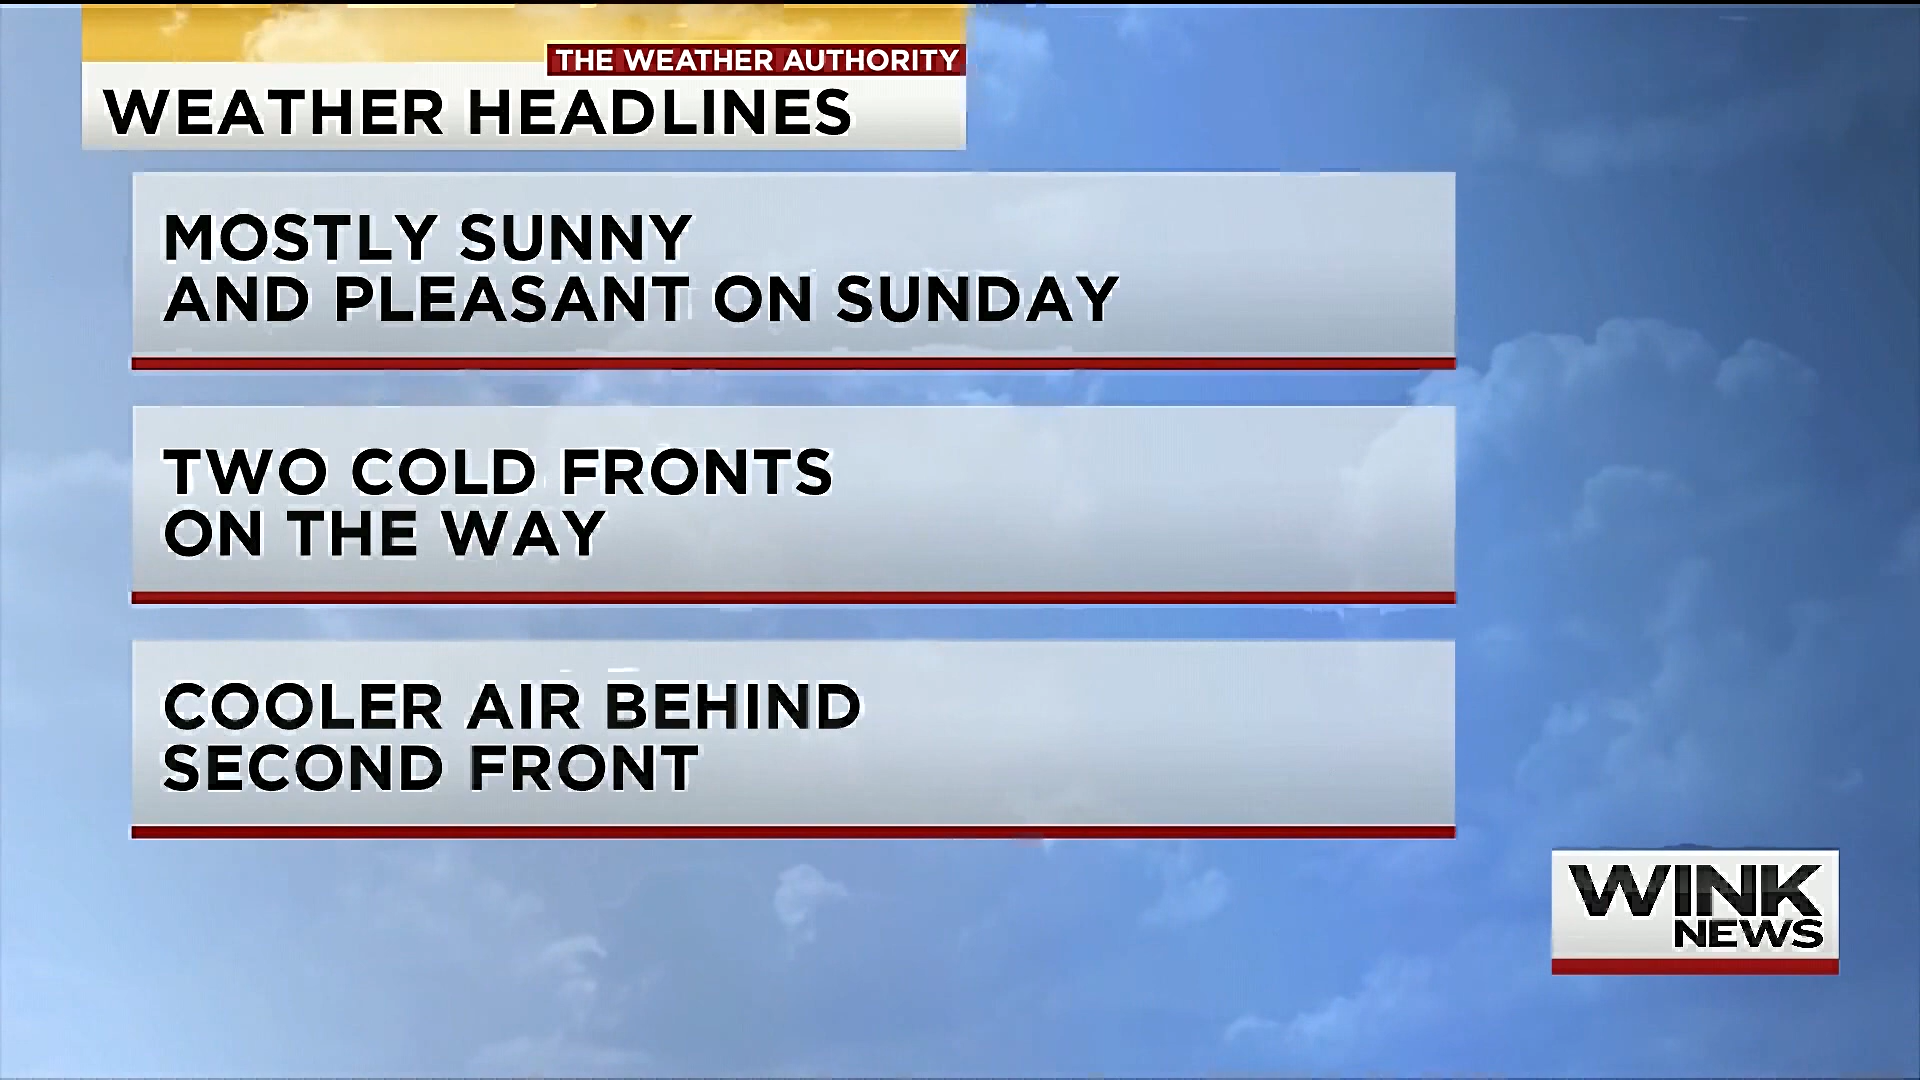 THE WEATHER AUTHORITY
WEATHER HEADLINES
MOSTLY SUNNY
AND PLEASANT ON SUNDAY
TWO COLD FRONTS
ON THE WAY
COOLER AIR BEHIND
SECOND FRONT
WINK
NEWS